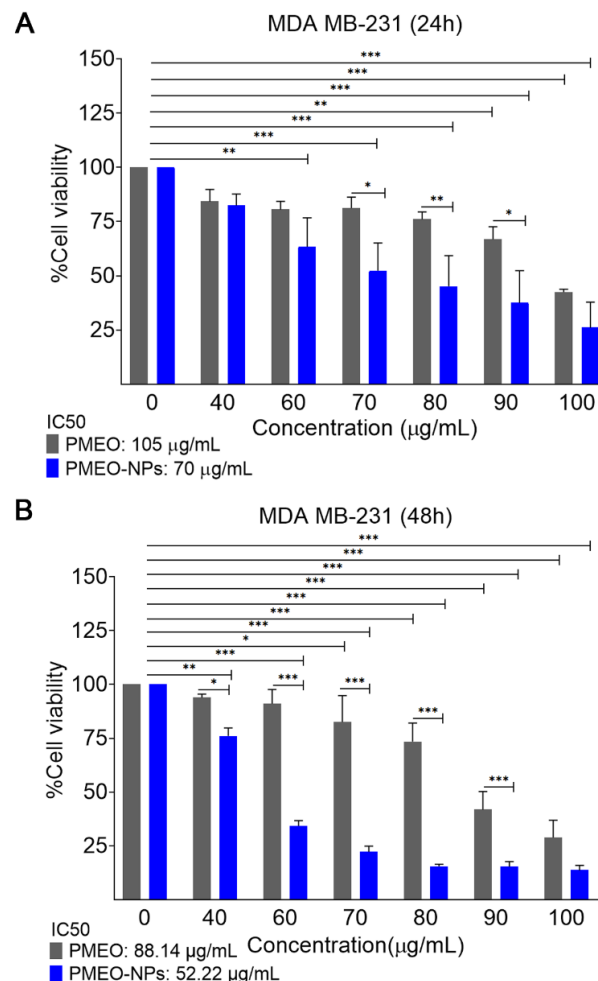 A
MDA MB-231 (24h)
150
125
100
75
50
25
%Cell viability
***
***
***
**
***
***
**
*
**
*
0 40 60 70 80 90 100
Concentration (μg/mL)
IC50
PMEO: 105 μg/mL
PMEO-NPs: 70 μg/mL
B
MDA MB-231 (48h)
150
125
100
75
50
25
%Cell viability
***
***
***
***
***
***
***
*
***
**
*
***
***
***
***
0 40 60 70 80 90 100
Concentration(μg/mL)
IC50
PMEO: 88.14 μg/mL
PMEO-NPs: 52.22 μg/mL